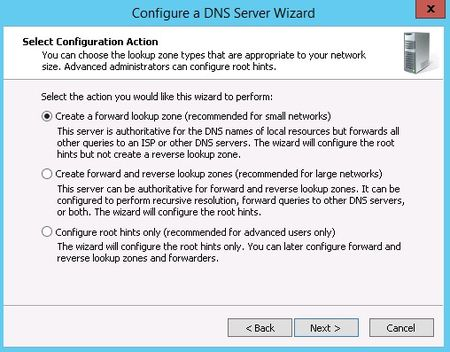 Configure a DNS Server Wizard
x
Select Configuration Action
You can choose the lookup zone types that are appropriate to your network
size. Advanced administrators can configure root hints.
Select the action you would like this wizard to perform:
Create a forward lookup zone (recommended for small networks)
This server is authoritative for the DNS names of local resources but forwards all
other queries to an ISP or other DNS servers. The wizard will configure the root
hints but not create a reverse lookup zone.
Create forward and reverse lookup zones (recommended for large networks)
This server can be authoritative for forward and reverse lookup zones. It can be
configured to perform recursive resolution, forward queries to other DNS servers,
or both. The wizard will configure the root hints.
Configure root hints only (recommended for advanced users only)
The wizard will configure the root hints only. You can later configure forward and
reverse lookup zones and forwarders.
< Back
Next >
Cancel